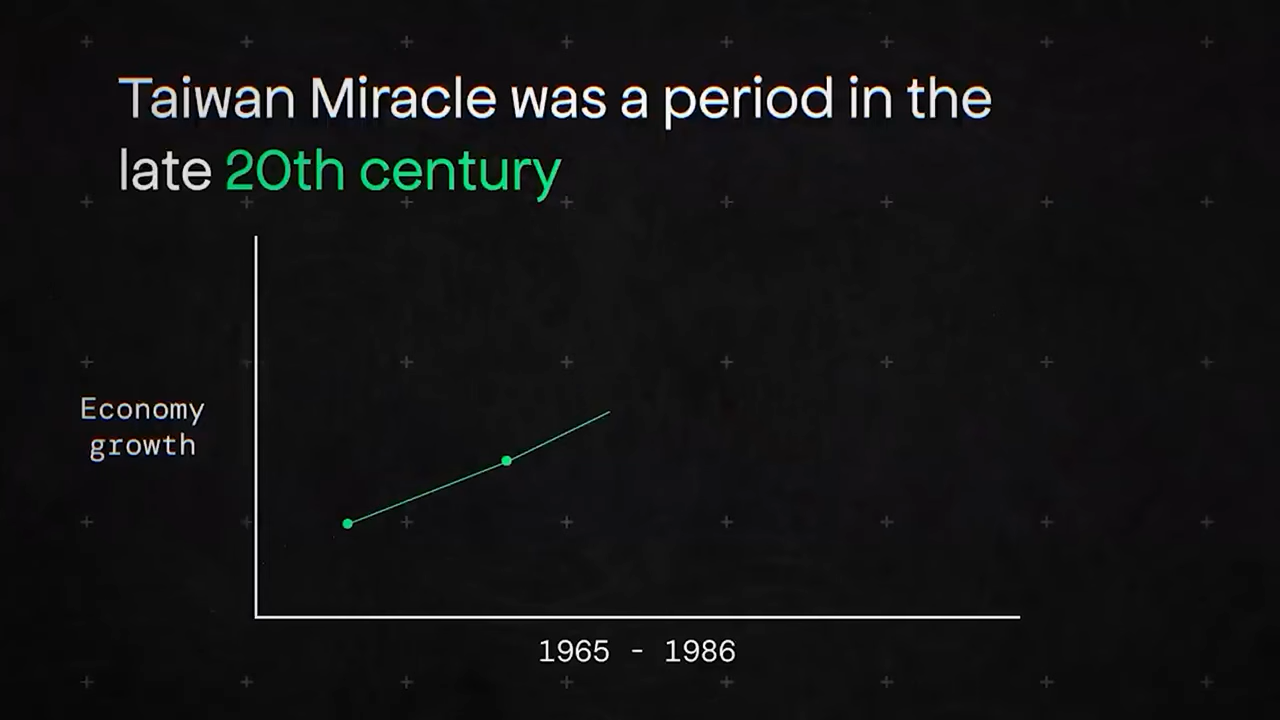 Taiwan Miracle was a period in the
late 20th century
Economy
growth
1965 - 1986